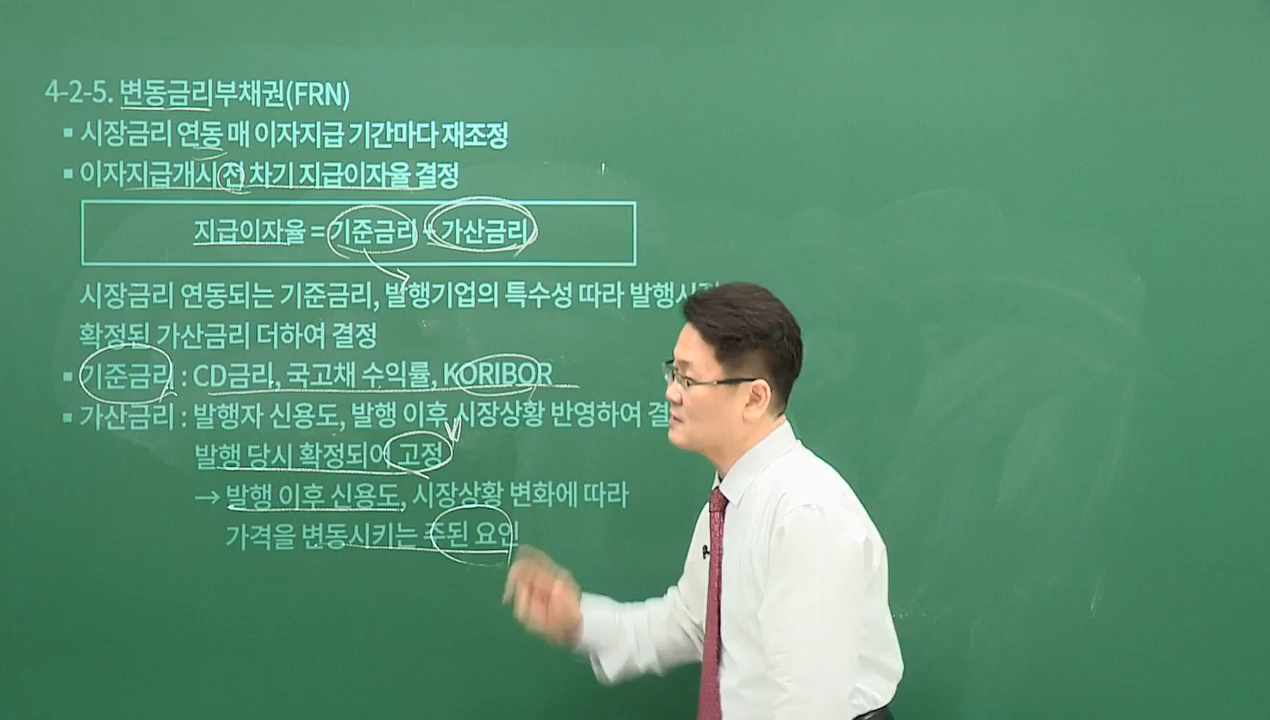 4-2-5. 변동금리부채권(FRN)
▪ 시장금리 연동 매 이자지급 기간마다 재조정
▪ 이자지급개시 전 차기 지급이자율 결정
지급이자율 = 기준금리 + 가산금리
시장금리 연동되는 기준금리, 발행기업의 특수성 따라
확정된 가산금리 더하여 결정
▪ 기준금리 : CD금리, 국고채 수익률, KORIBOR
▪ 가산금리 : 발행자 신용도, 발행 이후 시장상황 반영하여
발행 당시 확정되어 고정
→ 발행 이후 신용도, 시장상황 변화에 따라
가격을 변동시키는 주된 요인